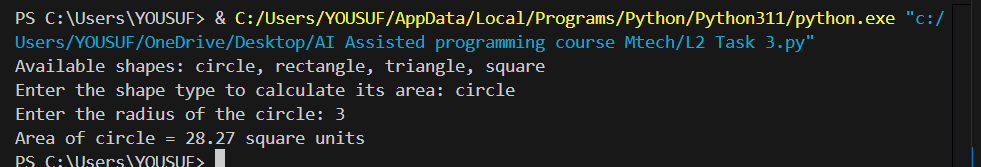 PS C:\Users\YOUSUF> & C:/Users/YOUSUF/AppData/Local/Programs/Python/Python311/python.exe "c:/
Users/YOUSUF/OneDrive/Desktop/AI Assisted programming course Mtech/L2 Task 3.py"
Available shapes: circle, rectangle, triangle, square
Enter the shape type to calculate its area: circle
Enter the radius of the circle: 3
Area of circle = 28.27 square units
PS C:\Users\YOUSUF>